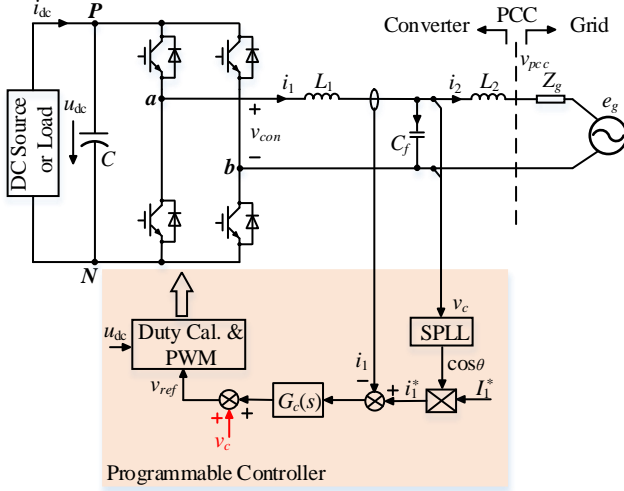 i_dc
P
Converter
PCC
Grid
v_pcc
DC Source
or Load
u_dc
C
a
b
N
i_1
L_1
v_con
+
−
C_f
i_2
L_2
Z_g
e_g
v_c
SPLL
cosθ
i_1
−
+
i_1^*
I_1^*
G_c(s)
+
+
v_c
v_ref
u_dc
Duty Cal. &
PWM
Programmable Controller